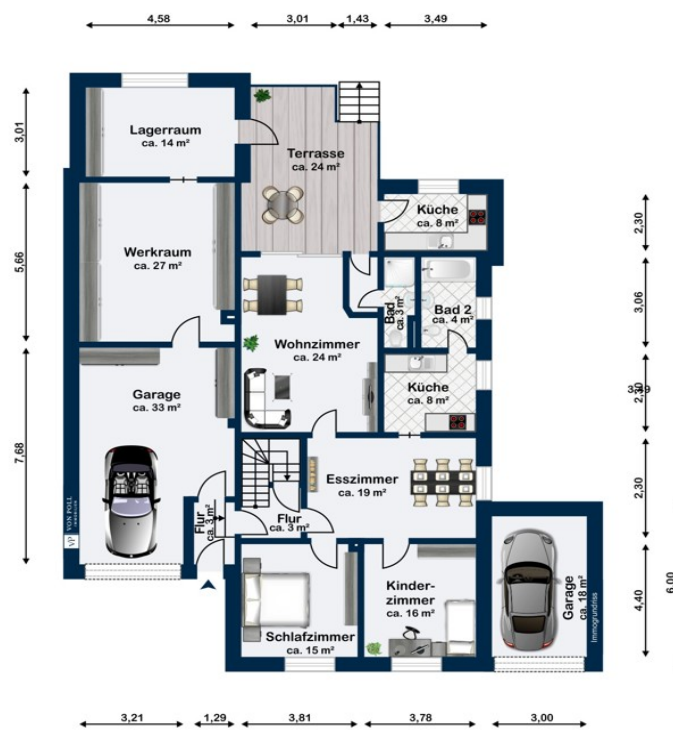 4,58
3,01
1,43
3,49
3,01
5,66
7,68
Lagerraum
ca. 14 m²
Terrasse
ca. 24 m²
Küche
ca. 8 m²
Werkraum
ca. 27 m²
Bad
ca. 3 m²
Bad 2
ca. 4 m²
Wohnzimmer
ca. 24 m²
Küche
ca. 8 m²
Garage
ca. 33 m²
Esszimmer
ca. 19 m²
Flur
ca. 3 m²
Flur
ca. 3 m²
Kinder-
zimmer
ca. 16 m²
Schlafzimmer
ca. 15 m²
Garage
ca. 18 m²
Immogrundriss
VP
VON POLL
IMMOBILIEN
2,30
3,06
2,30
2,30
4,40
6,00
3,21
1,29
3,81
3,78
3,00